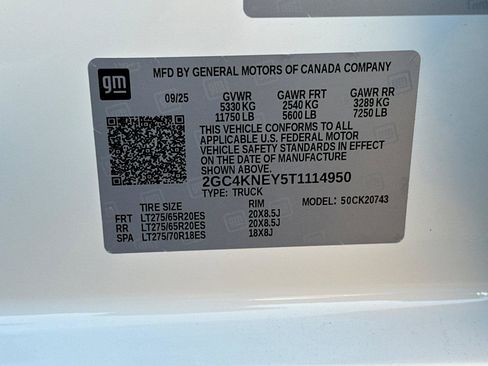 gm
MFD BY GENERAL MOTORS OF CANADA COMPANY
09/25 GVWR GAWR FRT GAWR RR
5330 KG 2540 KG 3289 KG
11750 LB 5600 LB 7250 LB
THIS VEHICLE CONFORMS TO ALL
APPLICABLE U.S. FEDERAL MOTOR
VEHICLE SAFETY STANDARDS IN EFFECT
ON THE DATE OF MANUFACTURE SHOWN ABOVE.
2GC4KNEY5T1114950
TYPE: TRUCK MODEL: 50CK20743
TIRE SIZE RIM
FRT LT275/65R20ES 20X8.5J
RR LT275/65R20ES 20X8.5J
SPA LT275/70R18ES 18X8J